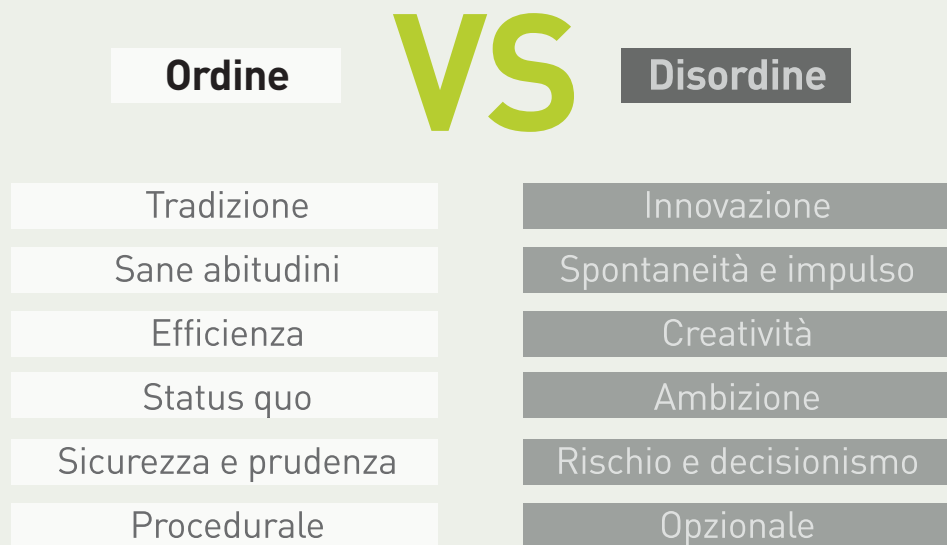 Ordine VS Disordine
Tradizione Innovazione
Sane abitudini Spontaneità e impulso
Efficienza Creatività
Status quo Ambizione
Sicurezza e prudenza Rischio e decisionismo
Procedurale Opzionale